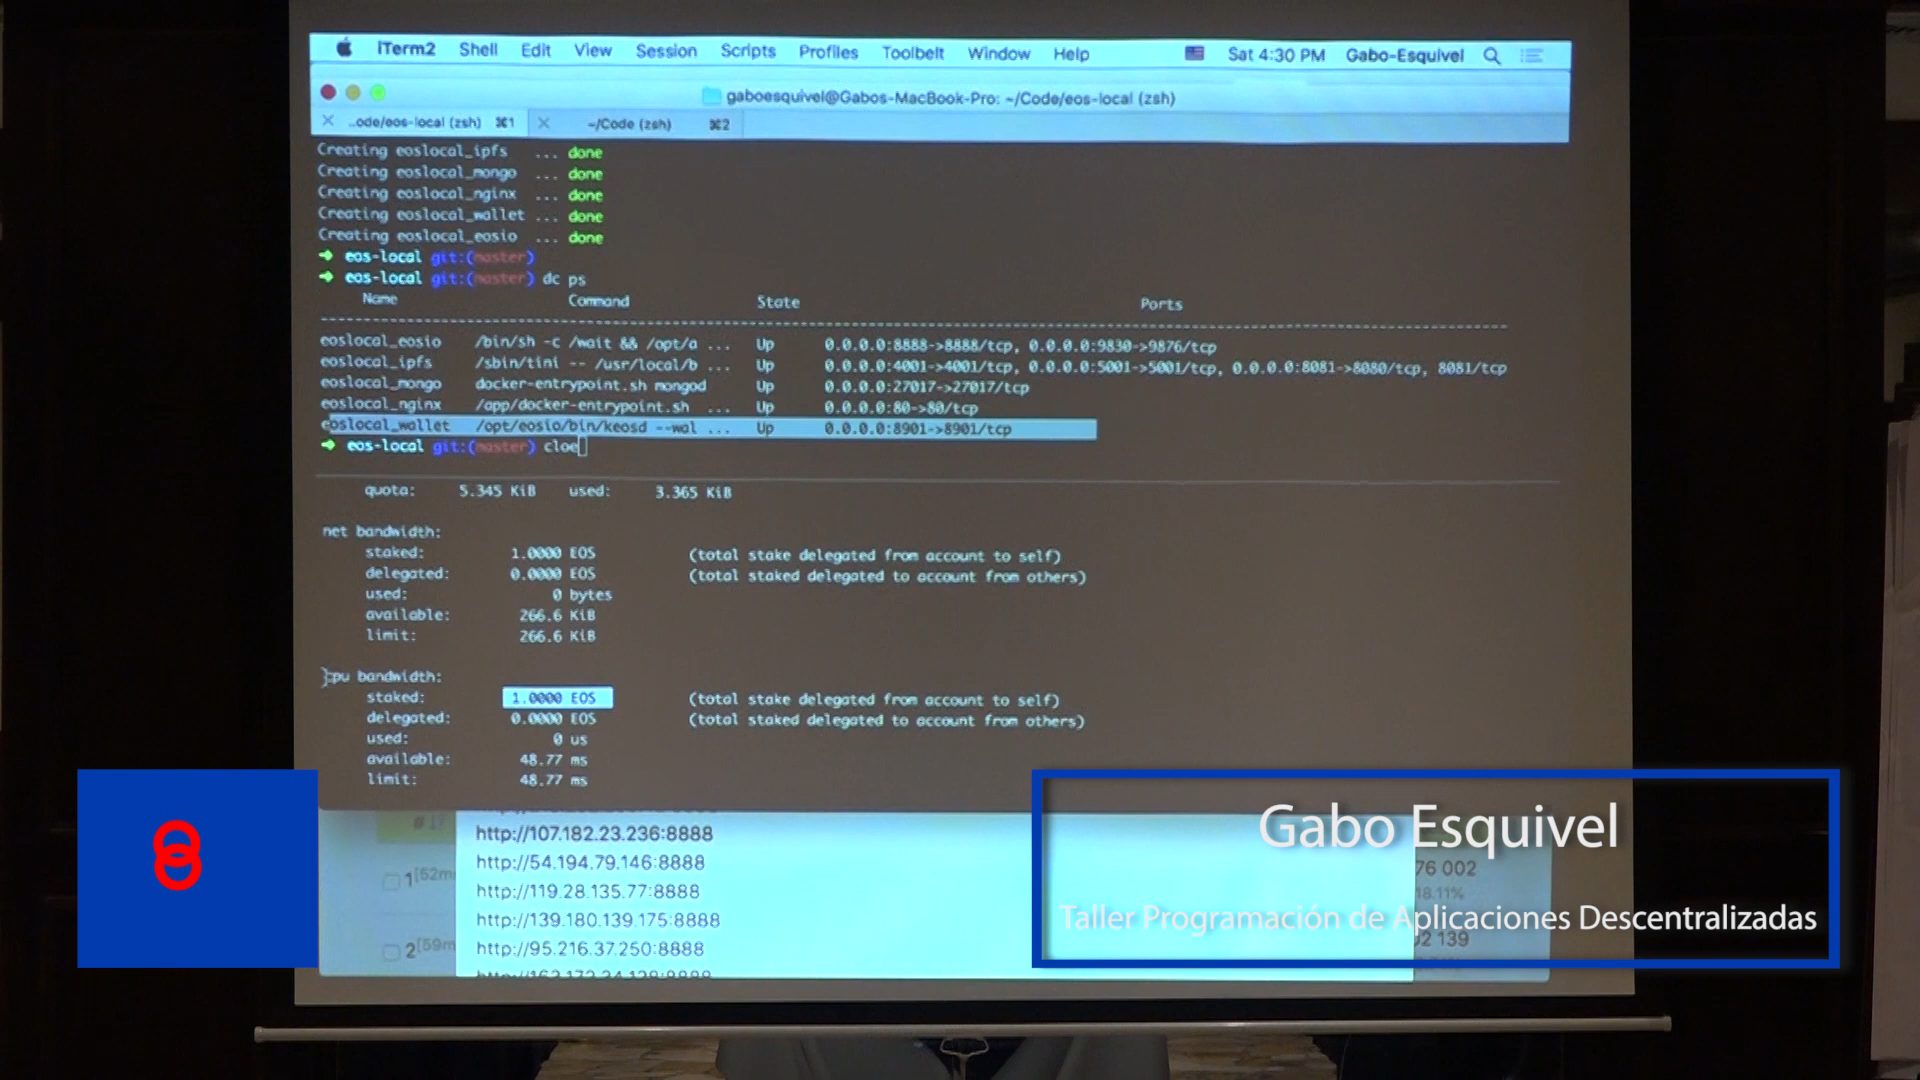 iTerm2 Shell Edit View Session Scripts Profiles Toolbelt Window Help Sat 4:30 PM Gabo-Esquivel
gaboesquivel@Gabos-MacBook-Pro: ~/Code/eos-local (zsh)
..ode/eos-local (zsh) ⌘1 ~/Code (zsh) ⌘2
Creating eoslocal_ipfs ... done
Creating eoslocal_mongo ... done
Creating eoslocal_nginx ... done
Creating eoslocal_wallet ... done
Creating eoslocal_eosio ... done
➜ eos-local git:(master)
➜ eos-local git:(master) dc ps
Name Command State Ports
eoslocal_eosio /bin/sh -c /wait && /opt/a ... Up 0.0.0.0:8888->8888/tcp, 0.0.0.0:9830->9876/tcp
eoslocal_ipfs /sbin/tini -- /usr/local/b ... Up 0.0.0.0:4001->4001/tcp, 0.0.0.0:5001->5001/tcp, 0.0.0.0:8081->8080/tcp, 8081/tcp
eoslocal_mongo docker-entrypoint.sh mongod Up 0.0.0.0:27017->27017/tcp
eoslocal_nginx /app/docker-entrypoint.sh ... Up 0.0.0.0:80->80/tcp
eoslocal_wallet /opt/eosio/bin/keosd --wal ... Up 0.0.0.0:8901->8901/tcp
➜ eos-local git:(master) cloe
quota: 5.345 KiB used: 3.365 KiB
net bandwidth:
staked: 1.0000 EOS (total stake delegated from account to self)
delegated: 0.0000 EOS (total staked delegated to account from others)
used: 0 bytes
available: 266.6 KiB
limit: 266.6 KiB
cpu bandwidth:
staked: 1.0000 EOS (total stake delegated from account to self)
delegated: 0.0000 EOS (total staked delegated to account from others)
used: 0 us
available: 48.77 ms
limit: 48.77 ms
http://107.182.23.236:8888
http://54.194.79.146:8888
1 [52m
http://119.28.135.77:8888
http://139.180.139.175:8888
2 [59m
http://95.216.37.250:8888
76 002
18.11%
Gabo Esquivel
Taller Programación de Aplicaciones Descentralizadas